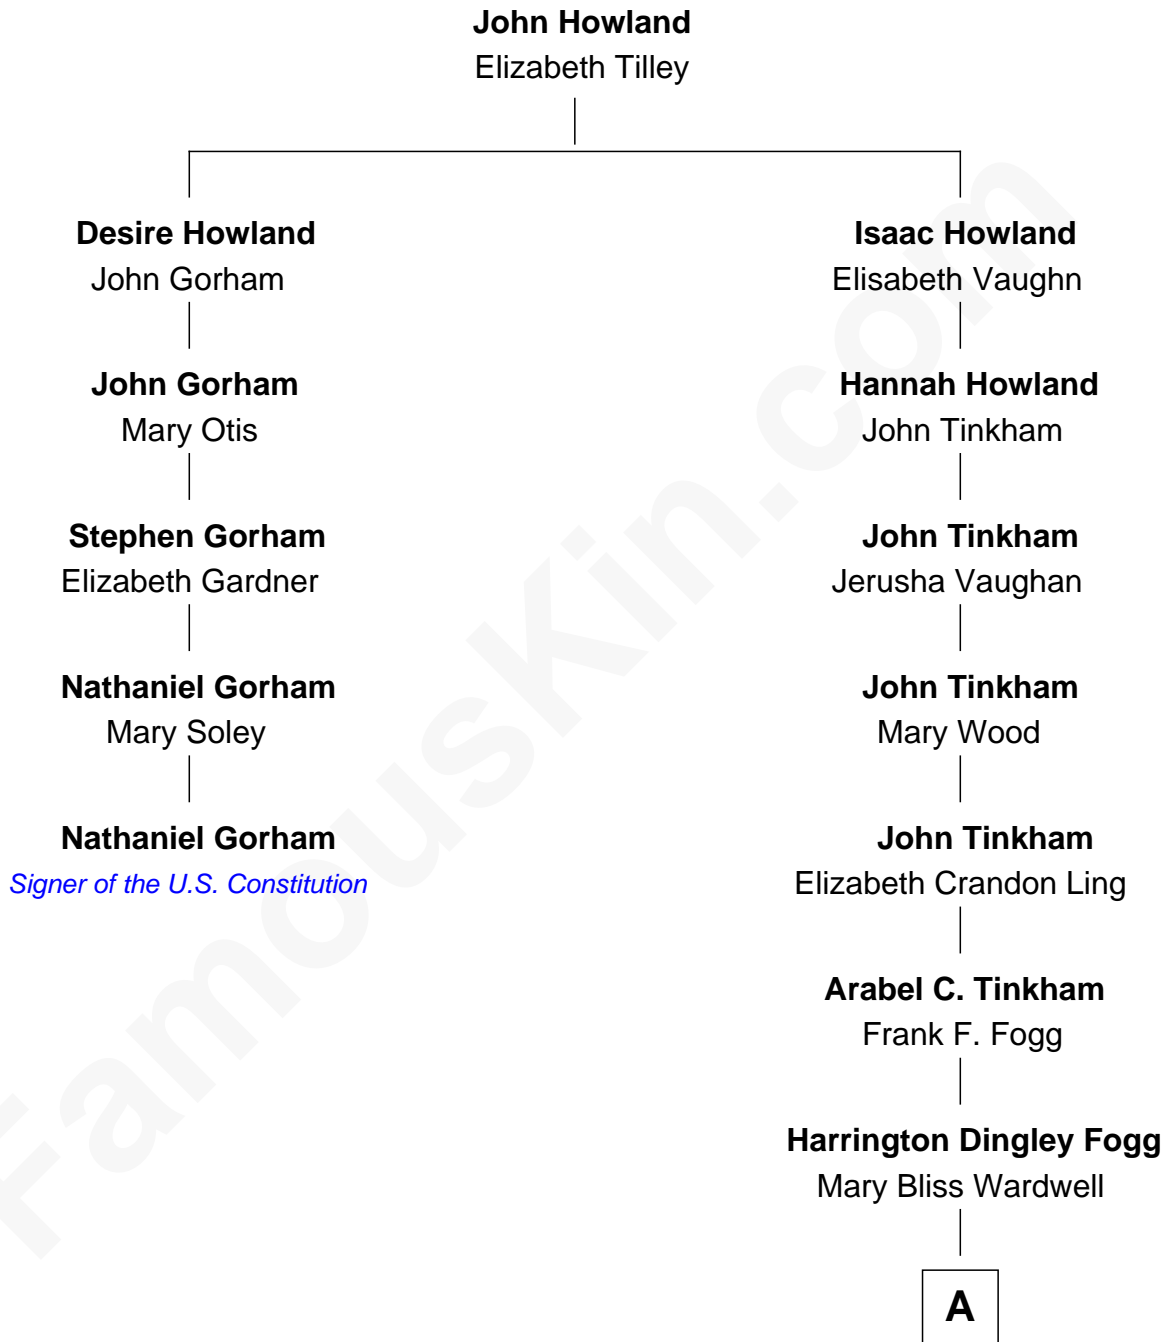 John Howland
Elizabeth Tilley
Desire Howland
John Gorham
Isaac Howland
Elisabeth Vaughn
John Gorham
Mary Otis
Hannah Howland
John Tinkham
Stephen Gorham
Elizabeth Gardner
John Tinkham
Jerusha Vaughan
Nathaniel Gorham
Mary Soley
John Tinkham
Mary Wood
Nathaniel Gorham
Signer of the U.S. Constitution
John Tinkham
Elizabeth Crandon Ling
Arabel C. Tinkham
Frank F. Fogg
Harrington Dingley Fogg
Mary Bliss Wardwell
A
FamousKin.com